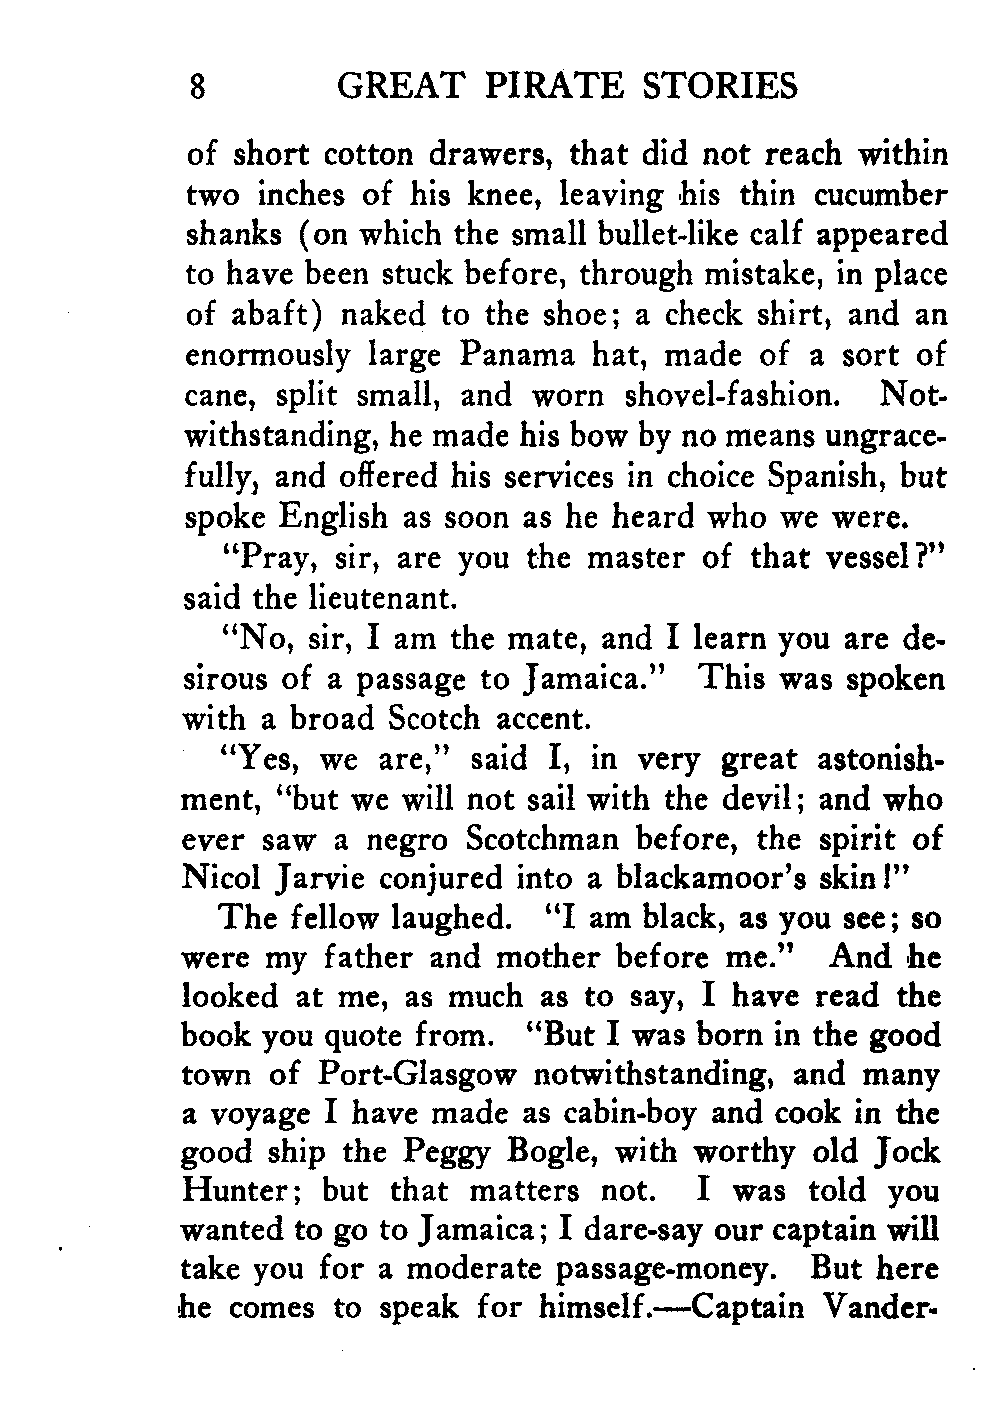 8 GREAT PIRATE STORIES
of short cotton drawers, that did not reach within
two inches of his knee, leaving his thin cucumber
shanks (on which the small bullet-like calf appeared
to have been stuck before, through mistake, in place
of abaft) naked to the shoe; a check shirt, and an
enormously large Panama hat, made of a sort of
cane, split small, and worn shovel-fashion. Not-
withstanding, he made his bow by no means ungrace-
fully, and offered his services in choice Spanish, but
spoke English as soon as he heard who we were.
"Pray, sir, are you the master of that vessel?"
said the lieutenant.
"No, sir, I am the mate, and I learn you are de-
sirous of a passage to Jamaica." This was spoken
with a broad Scotch accent.
"Yes, we are," said I, in very great astonish-
ment, "but we will not sail with the devil; and who
ever saw a negro Scotchman before, the spirit of
Nicol Jarvie conjured into a blackamoor's skin!"
The fellow laughed. "I am black, as you see; so
were my father and mother before me." And he
looked at me, as much as to say, I have read the
book you quote from. "But I was born in the good
town of Port-Glasgow notwithstanding, and many
a voyage I have made as cabin-boy and cook in the
good ship the Peggy Bogle, with worthy old Jock
Hunter; but that matters not. I was told you
wanted to go to Jamaica; I dare-say our captain will
take you for a moderate passage-money. But here
he comes to speak for himself.—Captain Vander-